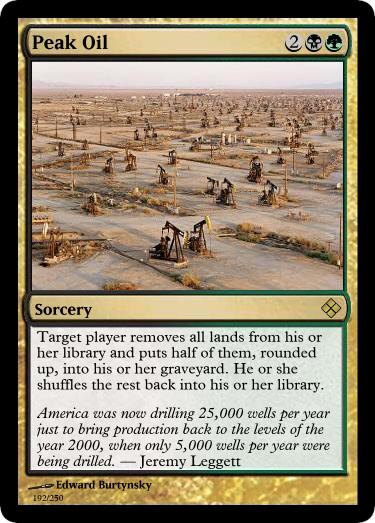 Peak Oil 2
Sorcery
Target player removes all lands from his or
her library and puts half of them, rounded
up, into his or her graveyard. He or she
shuffles the rest back into his or her library.
America was now drilling 25,000 wells per year
just to bring production back to the levels of the
year 2000, when only 5,000 wells per year were
being drilled. — Jeremy Leggett
Edward Burtynsky
192/250